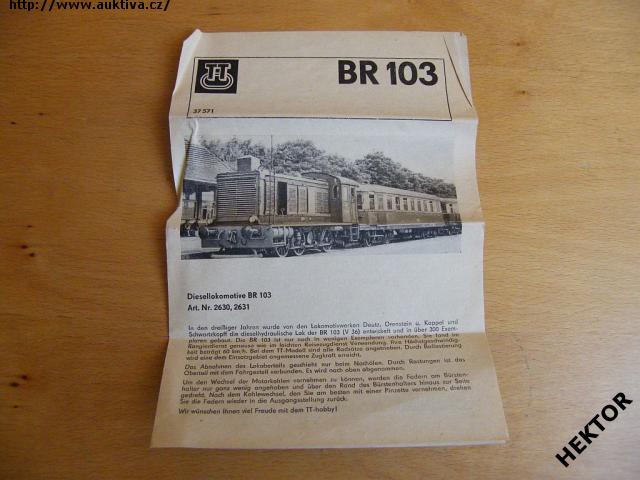 http://www.auktiva.cz/
TT
BR 103
37 571
Diesellokomotive BR 103
Art. Nr. 2630, 2631
In den dreißiger Jahren wurde von den Lokomotivwerken Deutz, Orenstein u. Koppel und
Schwartzkopff die dieselhydraulische Lok der BR 103 (V 36) entwickelt und in über 300 Exem-
plaren gebaut. Die BR 103 ist nur noch in wenigen Exemplaren vorhanden. Sie fand im
Rangierdienst genauso wie im leichten Reisezugdienst Verwendung. Ihre Höchstgeschwindig-
keit beträgt 60 km/h. Bei dem TT-Modell sind alle Radsätze angetrieben. Durch Ballastierung
wird eine dem Einsatzgebiet angemessene Zugkraft erreicht.
Das Abnehmen des Lokoberteils geschieht nur beim Nachölen. Durch Rastungen ist das
Oberteil mit dem Fahrgestell verbunden. Es wird nach oben abgenommen.
Um den Wechsel der Motorkohlen vornehmen zu können, werden die Federn am Bürsten-
halter nur ganz wenig angehoben und über den Rand des Bürstenhalters hinaus zur Seite
gedreht. Nach dem Kohlewechsel, den Sie am besten mit einer Pinzette vornehmen, drehen
Sie die Federn wieder in die Ausgangsstellung zurück.
Wir wünschen Ihnen viel Freude mit dem TT-hobby!
HEKTOR